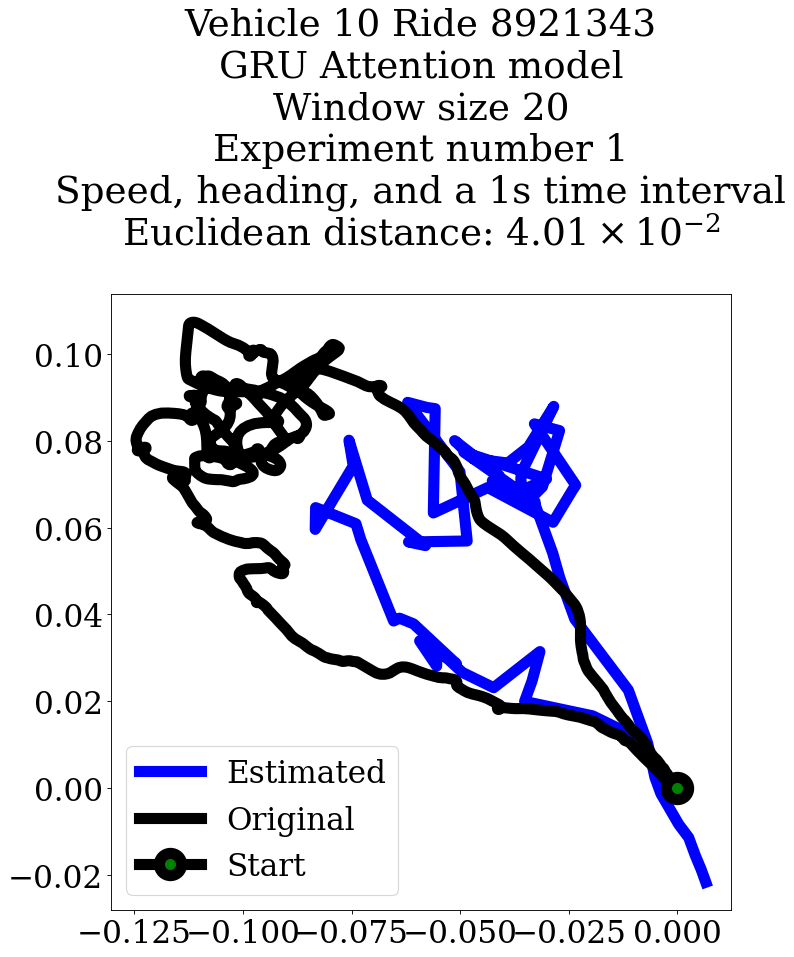 Vehicle 10 Ride 8921343
GRU Attention model
Window size 20
Experiment number 1
Speed, heading, and a 1s time interval
Euclidean distance: 4.01 × 10⁻²
0.10
0.08
0.06
0.04
0.02
0.00
−0.02
Estimated
Original
Start
−0.125 −0.100 −0.075 −0.050 −0.025 0.000